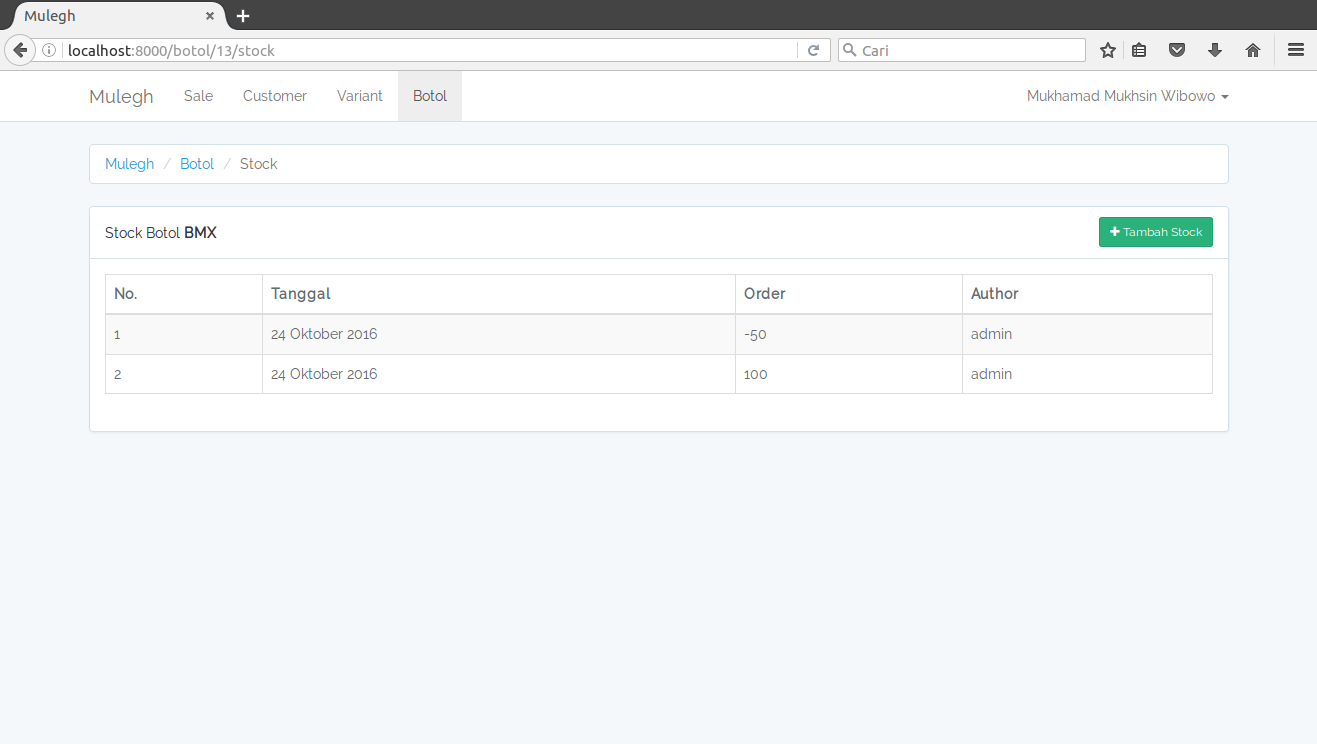 Mulegh
localhost:8000/botol/13/stock
Cari
Mulegh Sale Customer Variant Botol Mukhamad Mukhsin Wibowo
Mulegh / Botol / Stock
Stock Botol BMX
Tambah Stock
No. Tanggal Order Author
1 24 Oktober 2016 -50 admin
2 24 Oktober 2016 100 admin